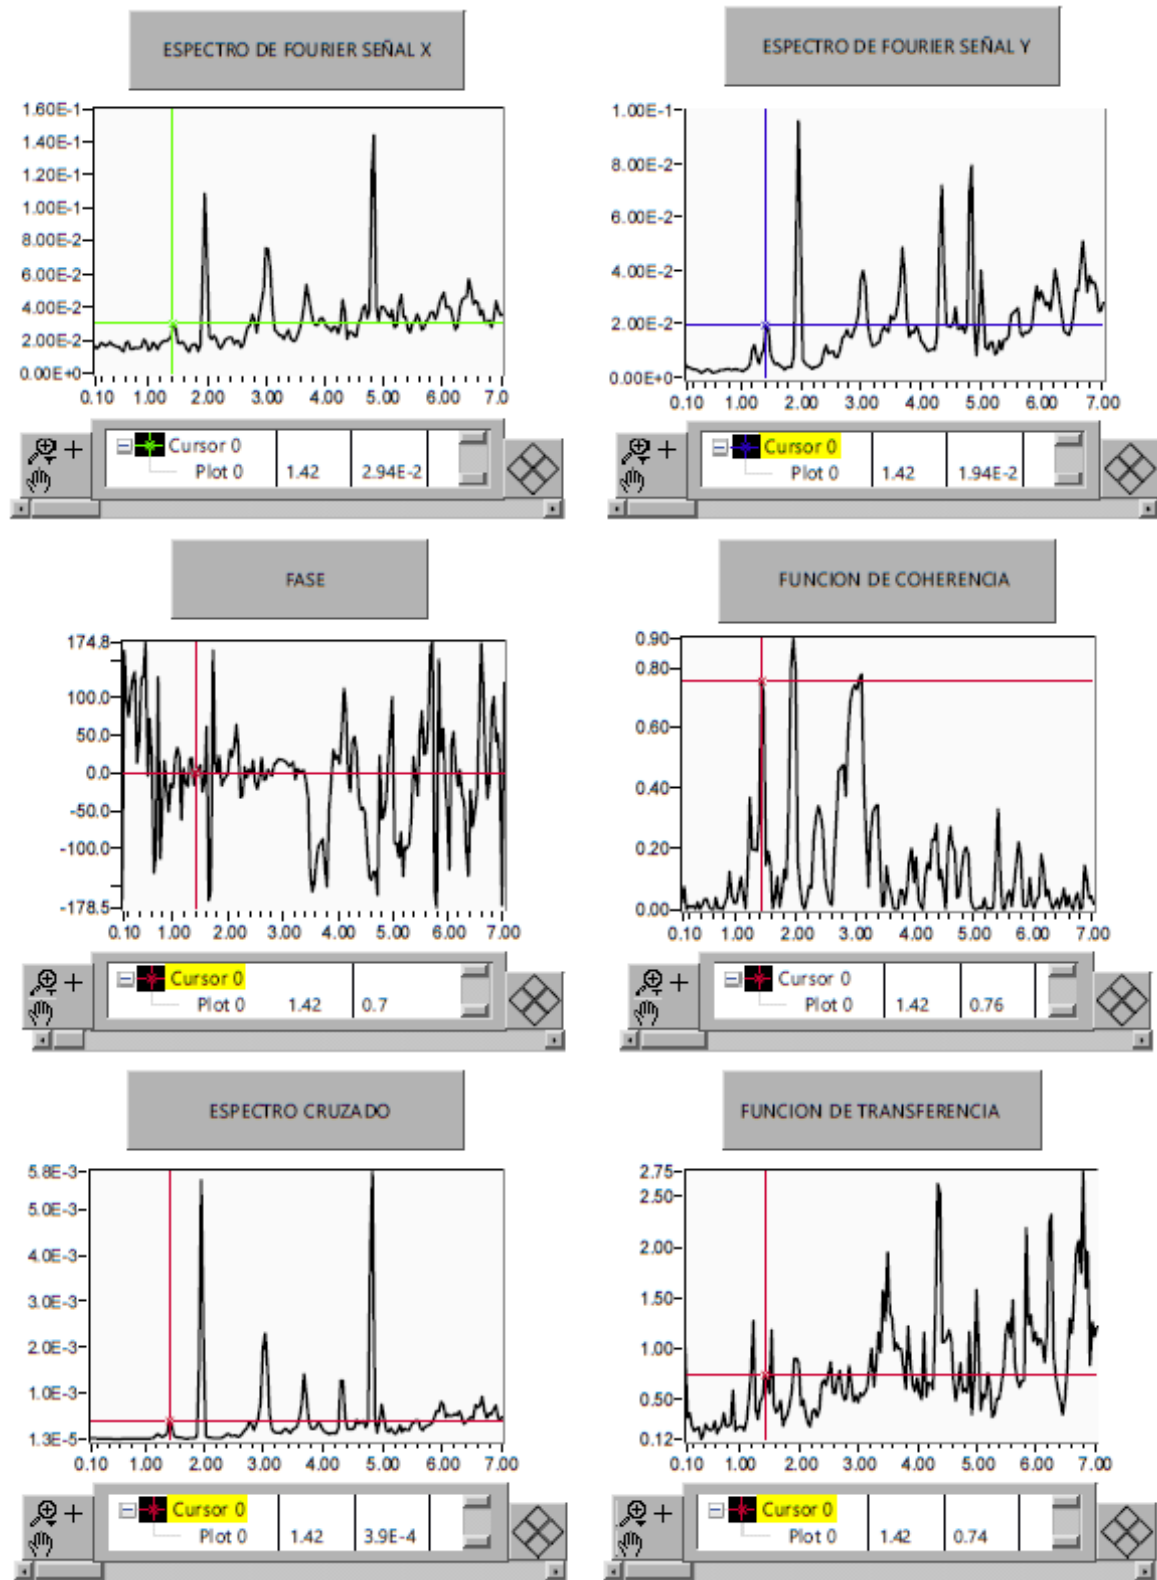 ESPECTRO DE FOURIER SEÑAL X
1.60E-1
1.40E-1
1.20E-1
1.00E-1
8.00E-2
6.00E-2
4.00E-2
2.00E-2
0.00E+0
0.10 1.00 2.00 3.00 4.00 5.00 6.00 7.0
Cursor 0
Plot 0 1.42 2.94E-2
ESPECTRO DE FOURIER SEÑAL Y
1.00E-1
8.00E-2
6.00E-2
4.00E-2
2.00E-2
0.00E+0
0.10 1.00 2.00 3.00 4.00 5.00 6.00 7.00
Cursor 0
Plot 0 1.42 1.94E-2
FASE
174.8
100.0
50.0
0.0
-50.0
-100.0
-178.5
0.10 1.00 2.00 3.00 4.00 5.00 6.00 7.00
Cursor 0
Plot 0 1.42 0.7
FUNCION DE COHERENCIA
0.90
0.80
0.60
0.40
0.20
0.00
0.10 1.00 2.00 3.00 4.00 5.00 6.00 7.00
Cursor 0
Plot 0 1.42 0.76
ESPECTRO CRUZADO
5.8E-3
5.0E-3
4.0E-3
3.0E-3
2.0E-3
1.0E-3
1.3E-5
0.10 1.00 2.00 3.00 4.00 5.00 6.00 7.00
Cursor 0
Plot 0 1.42 3.9E-4
FUNCION DE TRANSFERENCIA
2.75
2.50
2.00
1.50
1.00
0.50
0.12
0.10 1.00 2.00 3.00 4.00 5.00 6.00 7.00
Cursor 0
Plot 0 1.42 0.74